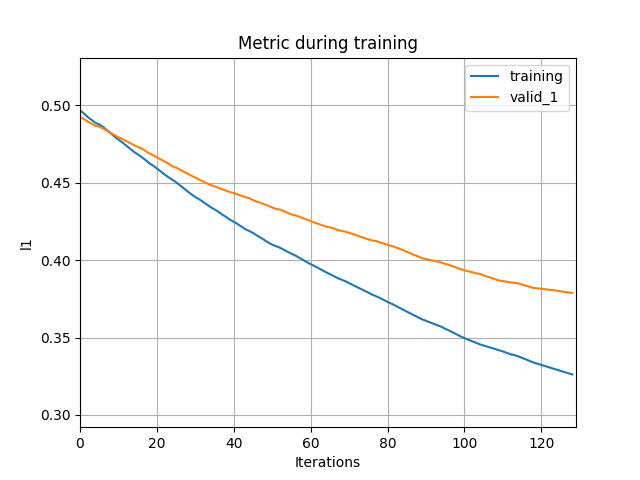 Metric during training
training
valid_1
0.50
0.45
0.40
0.35
0.30
l1
0 20 40 60 80 100 120
Iterations